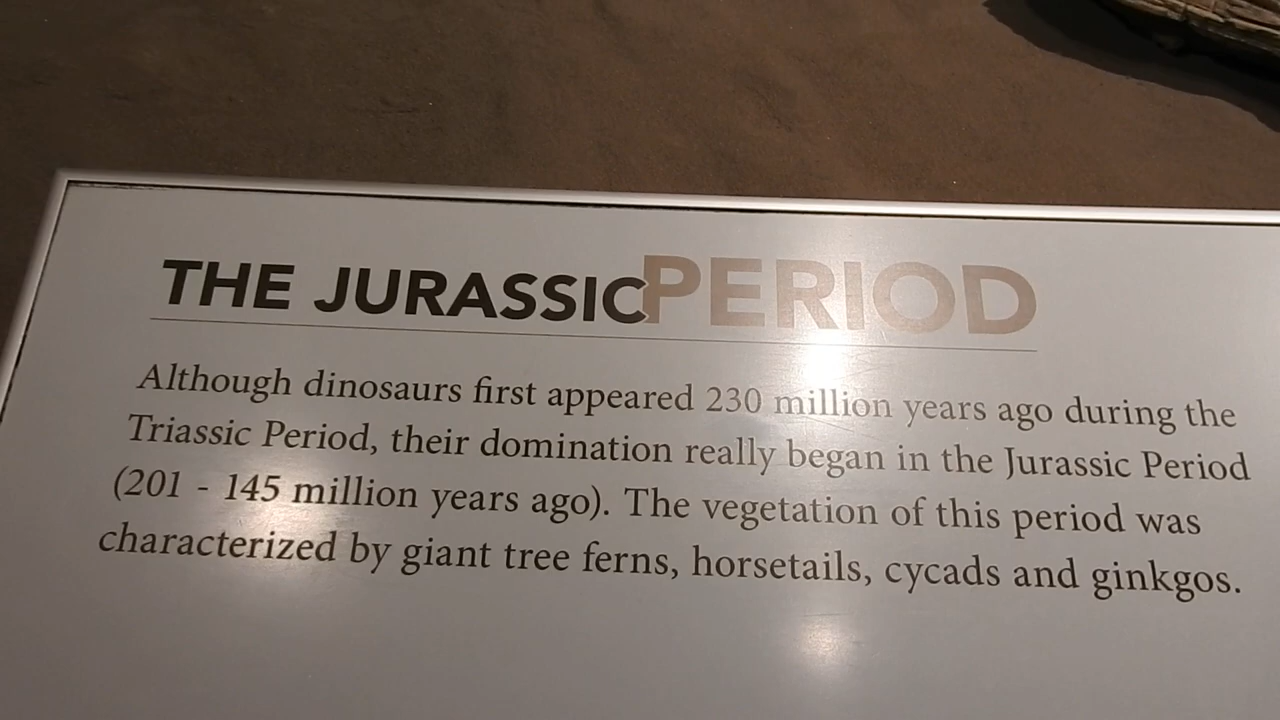 THE JURASSIC PERIOD
Although dinosaurs first appeared 230 million years ago during the
Triassic Period, their domination really began in the Jurassic Period
(201 - 145 million years ago). The vegetation of this period was
characterized by giant tree ferns, horsetails, cycads and ginkgos.